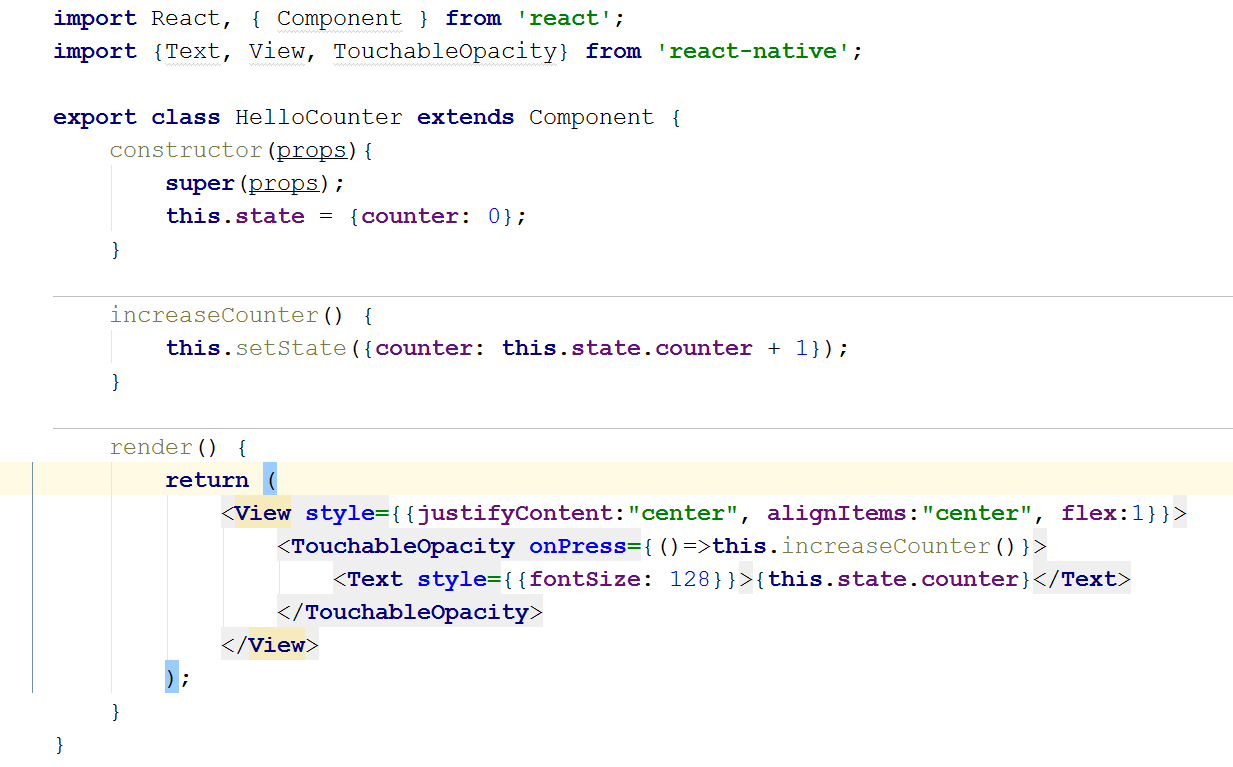 import React, { Component } from 'react';
import {Text, View, TouchableOpacity} from 'react-native';
export class HelloCounter extends Component {
constructor(props){
super(props);
this.state = {counter: 0};
}
increaseCounter() {
this.setState({counter: this.state.counter + 1});
}
render() {
return (
<View style={{justifyContent:"center", alignItems:"center", flex:1}}>
<TouchableOpacity onPress={()=>this.increaseCounter()}>
<Text style={{fontSize: 128}}>{this.state.counter}</Text>
</TouchableOpacity>
</View>
);
}
}